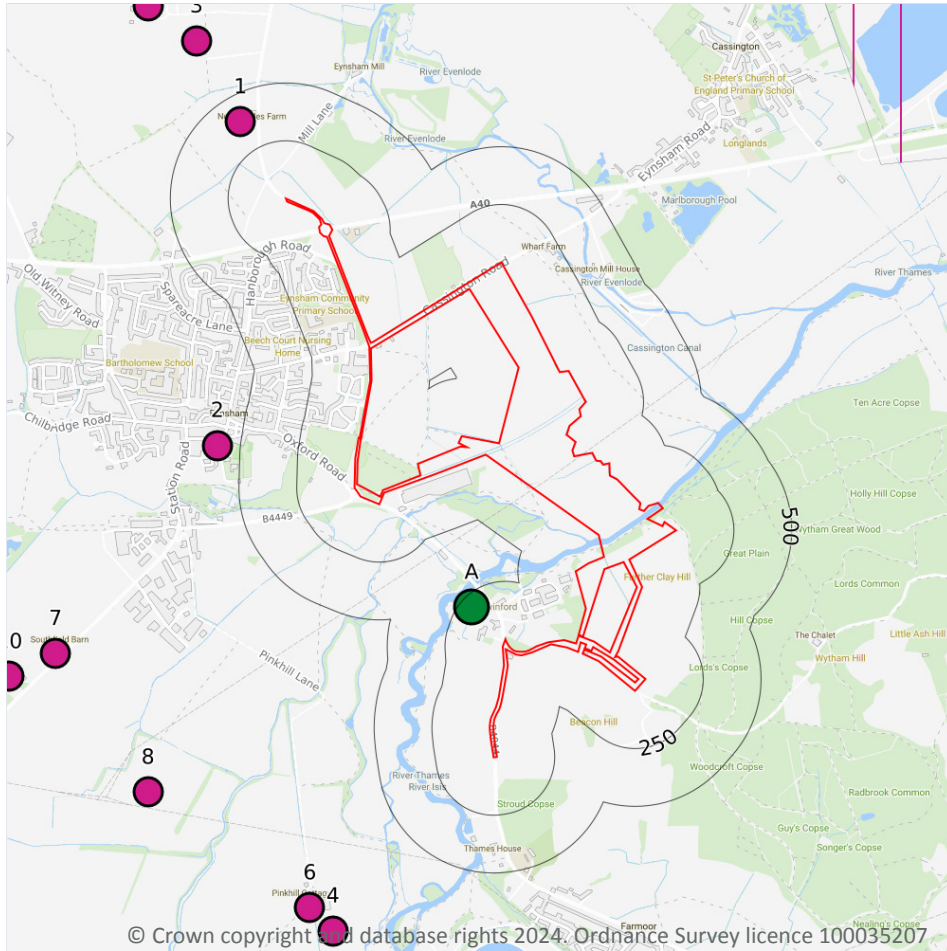 3
Cassington
Eynsham Mill
River Evenlode
St Peter's Church of
England Primary School
1
Mill Lane
River Evenlode
Longlands
Eynsham Road
Marlborough Pool
A40
Hanborough Road
Wharf Farm
Cassington Mill House
River Evenlode
River Thames
Old Witney Road
Spareacre Lane
Eynsham Community
Primary School
Cassington Road
Beech Court Nursing
Home
Cassington Canal
Bartholomew School
Ten Acre Copse
2
Chilbridge Road
Oxford Road
Station Road
Holly Hill Copse
B4449
500
Wytham Great Wood
Great Plain
A
Further Clay Hill
Lords Common
Hill Copse
7
Southfield Barn
The Chalet
Little Ash Hill
0
Pinkhill Lane
Wytham Hill
Lord's Copse
Beacon Hill
250
B4044
8
River Thames
River Isis
Woodcroft Copse
Radbrook Common
Stroud Copse
Guy's Copse
Songer's Copse
Thames House
6
4
Farmoor
Nealing's Copse
© Crown copyright and database rights 2024. Ordnance Survey licence 100035207.